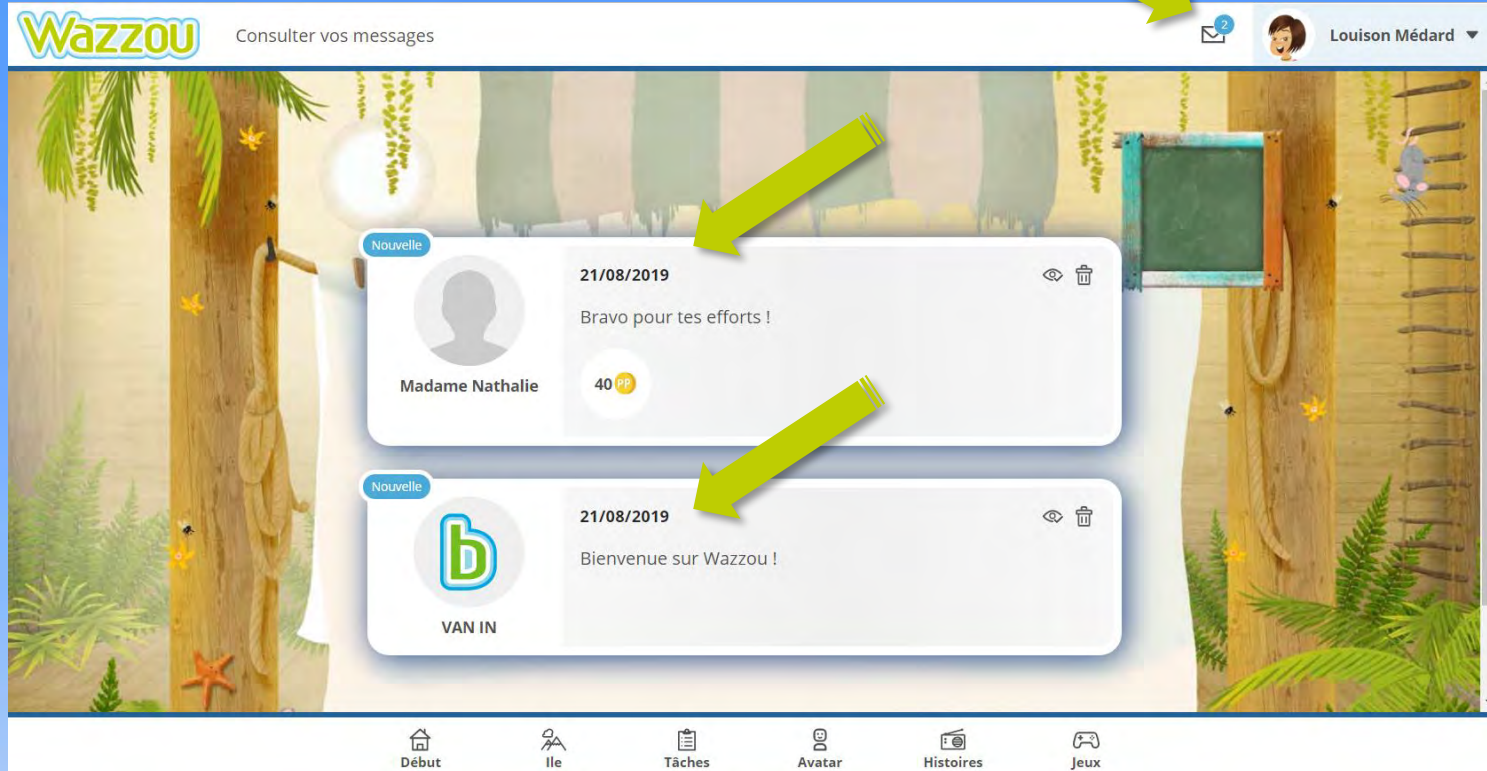 Wazzou
Consulter vos messages
2
Louison Médard
Nouvelle
21/08/2019
Bravo pour tes efforts !
40 PP
Madame Nathalie
Nouvelle
21/08/2019
Bienvenue sur Wazzou !
b
VAN IN
Début
Ile
Tâches
Avatar
Histoires
Jeux